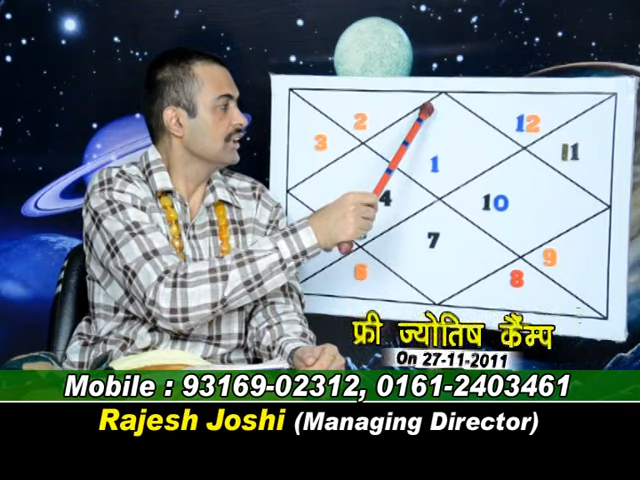 2
12
3
11
1
4
10
7
9
6
8
फ्री ज्योतिष कैंम्प
On 27-11-2011
Mobile : 93169-02312, 0161-2403461
Rajesh Joshi (Managing Director)